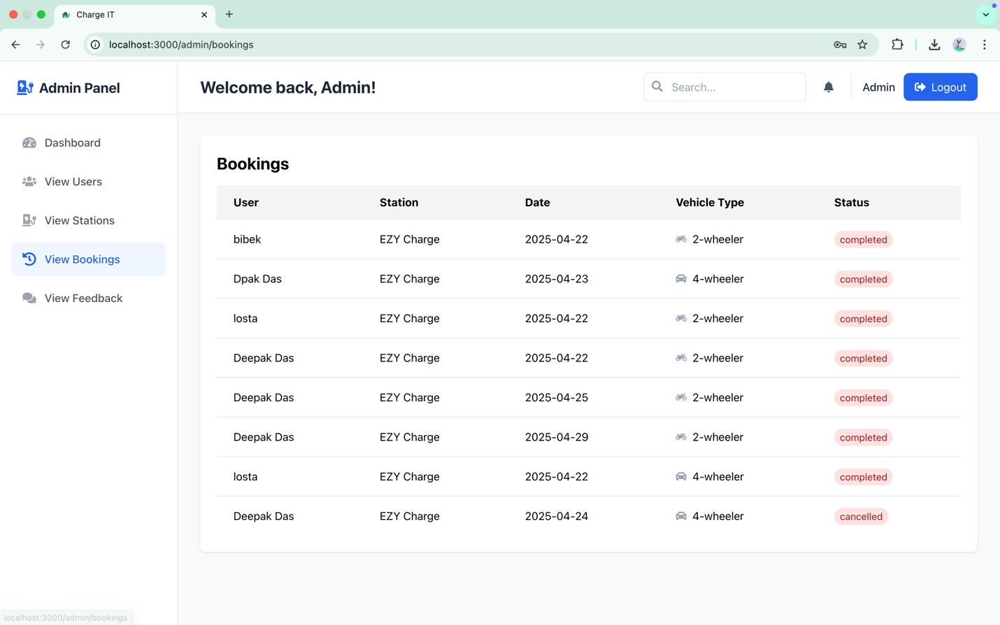 Charge IT
localhost:3000/admin/bookings
Admin Panel
Welcome back, Admin!
Search...
Admin
Logout
Dashboard
View Users
View Stations
View Bookings
View Feedback
Bookings
User Station Date Vehicle Type Status
bibek EZY Charge 2025-04-22 2-wheeler completed
Dpak Das EZY Charge 2025-04-23 4-wheeler completed
losta EZY Charge 2025-04-22 2-wheeler completed
Deepak Das EZY Charge 2025-04-22 2-wheeler completed
Deepak Das EZY Charge 2025-04-25 2-wheeler completed
Deepak Das EZY Charge 2025-04-29 2-wheeler completed
losta EZY Charge 2025-04-22 4-wheeler completed
Deepak Das EZY Charge 2025-04-24 4-wheeler cancelled
localhost:3000/admin/bookings